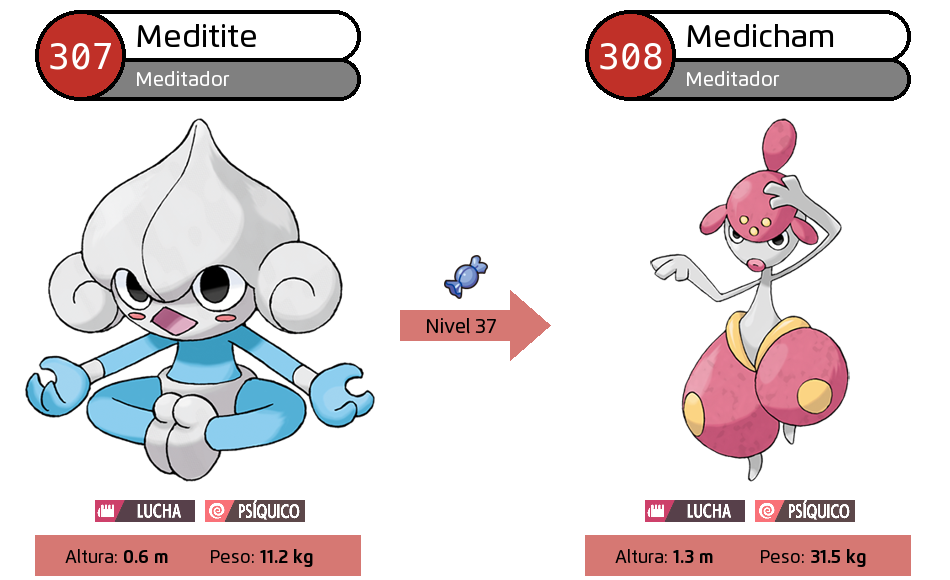 307
Meditite
Meditador
308
Medicham
Meditador
Nivel 37
LUCHA PSÍQUICO
Altura: 0.6 m Peso: 11.2 kg
LUCHA PSÍQUICO
Altura: 1.3 m Peso: 31.5 kg